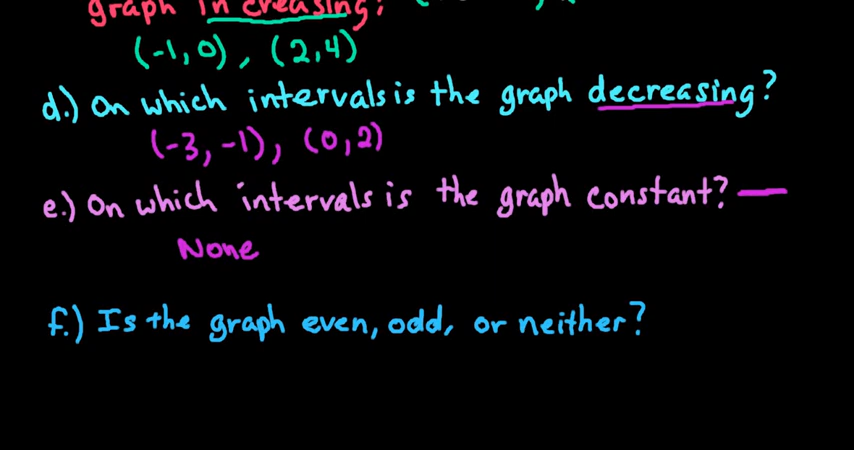 graph increasing?
(-1,0), (2,4)
d.) On which intervals is the graph decreasing?
(-3,-1), (0,2)
e.) On which intervals is the graph constant? —
None
f.) Is the graph even, odd, or neither?